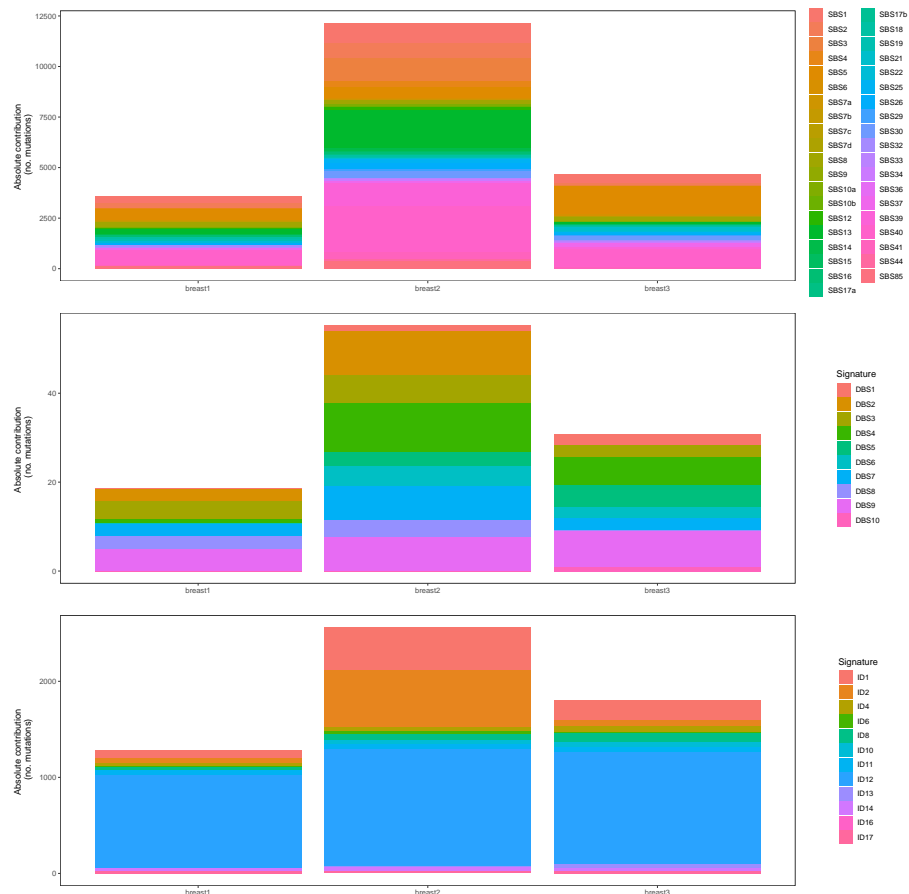 12500
10000
7500
5000
2500
0
Absolute contribution
(no. mutations)
breast1
breast2
breast3
SBS1
SBS2
SBS3
SBS4
SBS5
SBS6
SBS7a
SBS7b
SBS7c
SBS7d
SBS8
SBS9
SBS10a
SBS10b
SBS12
SBS13
SBS14
SBS15
SBS16
SBS17a
SBS17b
SBS18
SBS19
SBS21
SBS22
SBS25
SBS26
SBS29
SBS30
SBS32
SBS33
SBS34
SBS36
SBS37
SBS39
SBS40
SBS41
SBS44
SBS85
40
20
0
Absolute contribution
(no. mutations)
breast1
breast2
breast3
Signature
DBS1
DBS2
DBS3
DBS4
DBS5
DBS6
DBS7
DBS8
DBS9
DBS10
2000
1000
0
Absolute contribution
(no. mutations)
breast1
breast2
breast3
Signature
ID1
ID2
ID4
ID6
ID8
ID10
ID11
ID12
ID13
ID14
ID16
ID17